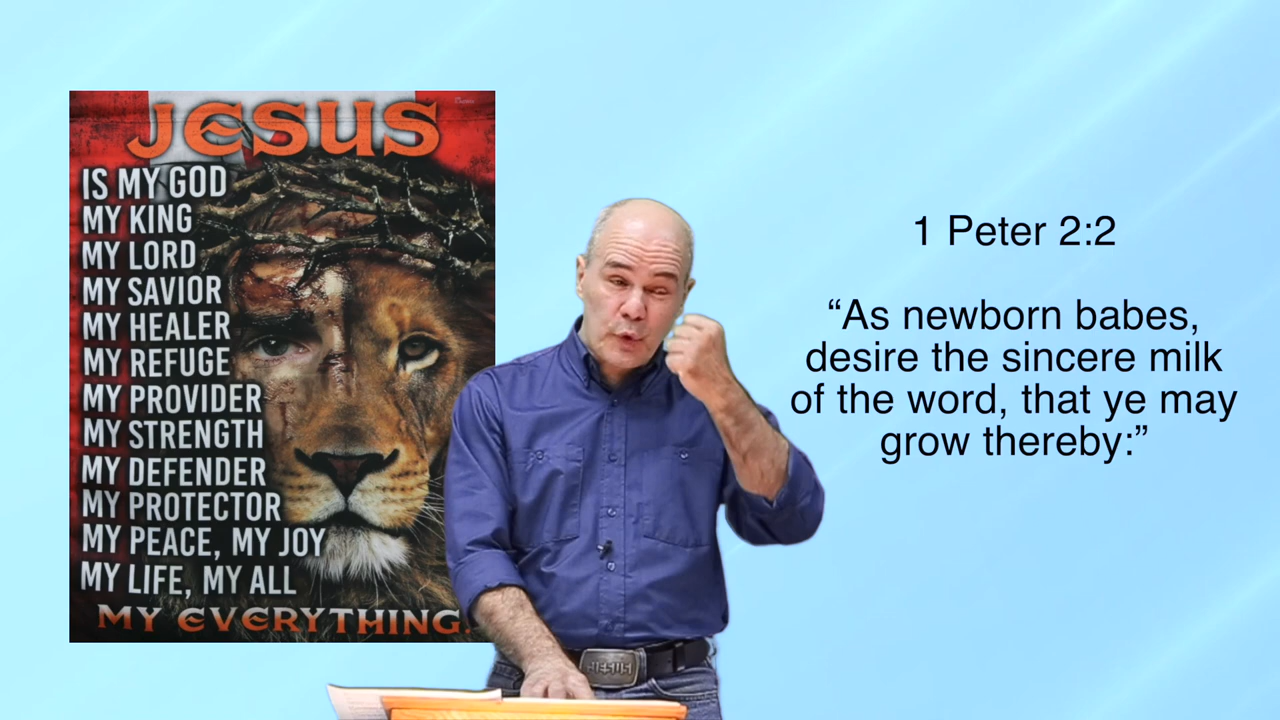 JESUS
IS MY GOD
MY KING
MY LORD
MY SAVIOR
MY HEALER
MY REFUGE
MY PROVIDER
MY STRENGTH
MY DEFENDER
MY PROTECTOR
MY PEACE, MY JOY
MY LIFE, MY ALL
MY EVERYTHING.
JESUS
1 Peter 2:2
“As newborn babes,
desire the sincere milk
of the word, that ye may
grow thereby:”